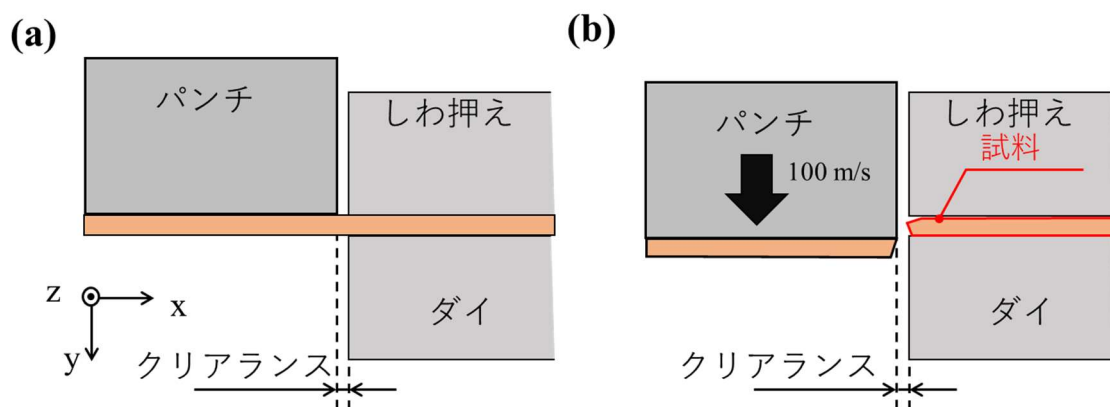 (a)
パンチ
しわ押え
z
x
y
ダイ
クリアランス
(b)
パンチ
100 m/s
しわ押え
試料
ダイ
クリアランス